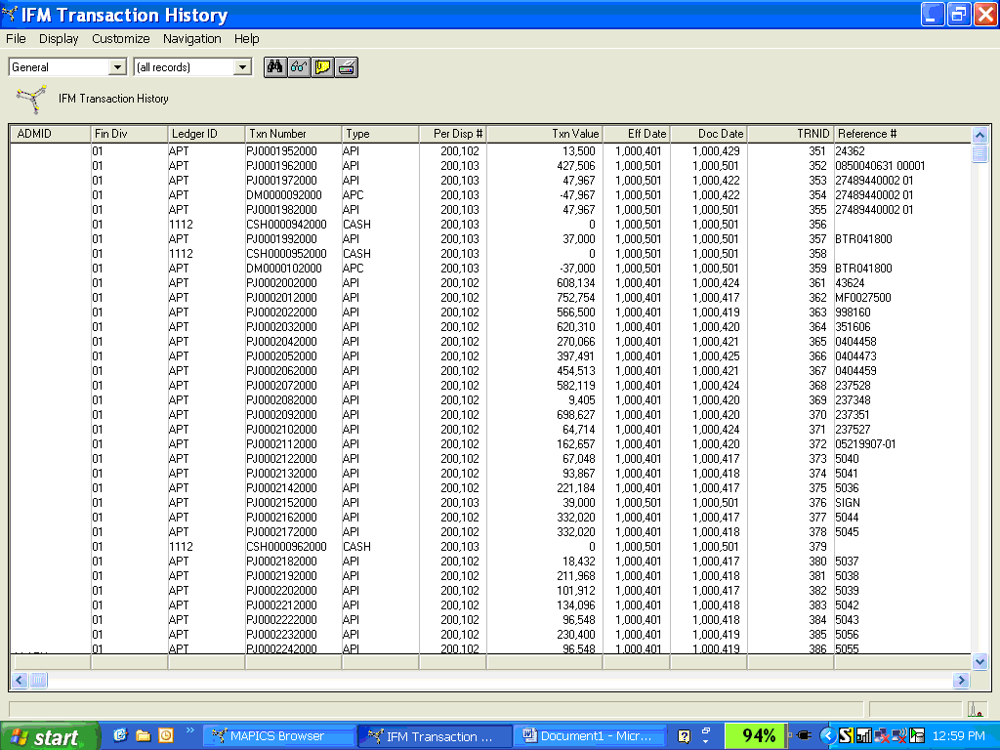 IFM Transaction History
File Display Customize Navigation Help
General (all records)
IFM Transaction History
ADMID Fin Div Ledger ID Txn Number Type Per Disp # Txn Value Eff Date Doc Date TRNID Reference #
01 APT PJ0001952000 API 200,102 13,500 1,000,401 1,000,429 351 24362
01 APT PJ0001962000 API 200,103 427,506 1,000,501 1,000,501 352 0850040631 00001
01 APT PJ0001972000 API 200,103 47,967 1,000,501 1,000,422 353 27489440002 01
01 APT DM0000092000 APC 200,103 -47,967 1,000,501 1,000,422 354 27489440002 01
01 APT PJ0001982000 API 200,103 47,967 1,000,501 1,000,501 355 27489440002 01
01 1112 CSH0000942000 CASH 200,103 0 1,000,501 1,000,501 356
01 APT PJ0001992000 API 200,103 37,000 1,000,501 1,000,501 357 BTR041800
01 1112 CSH0000952000 CASH 200,103 0 1,000,501 1,000,501 358
01 APT DM0000102000 APC 200,103 -37,000 1,000,501 1,000,501 359 BTR041800
01 APT PJ0002002000 API 200,102 608,134 1,000,401 1,000,424 361 43624
01 APT PJ0002012000 API 200,102 752,754 1,000,401 1,000,417 362 MF0027500
01 APT PJ0002022000 API 200,102 566,500 1,000,401 1,000,419 363 998160
01 APT PJ0002032000 API 200,102 620,310 1,000,401 1,000,420 364 351606
01 APT PJ0002042000 API 200,102 270,066 1,000,401 1,000,421 365 0404458
01 APT PJ0002052000 API 200,102 397,491 1,000,401 1,000,425 366 0404473
01 APT PJ0002062000 API 200,102 454,513 1,000,401 1,000,421 367 0404459
01 APT PJ0002072000 API 200,102 582,119 1,000,401 1,000,424 368 237528
01 APT PJ0002082000 API 200,102 9,405 1,000,401 1,000,420 369 237348
01 APT PJ0002092000 API 200,102 698,627 1,000,401 1,000,420 370 237351
01 APT PJ0002102000 API 200,102 64,714 1,000,401 1,000,424 371 237527
01 APT PJ0002112000 API 200,102 162,657 1,000,401 1,000,420 372 05219907-01
01 APT PJ0002122000 API 200,102 67,048 1,000,401 1,000,417 373 5040
01 APT PJ0002132000 API 200,102 93,867 1,000,401 1,000,418 374 5041
01 APT PJ0002142000 API 200,102 221,184 1,000,401 1,000,417 375 5036
01 APT PJ0002152000 API 200,103 39,000 1,000,501 1,000,501 376 SIGN
01 APT PJ0002162000 API 200,102 332,020 1,000,401 1,000,417 377 5044
01 APT PJ0002172000 API 200,102 332,020 1,000,401 1,000,418 378 5045
01 1112 CSH0000962000 CASH 200,103 0 1,000,501 1,000,501 379
01 APT PJ0002182000 API 200,102 18,432 1,000,401 1,000,417 380 5037
01 APT PJ0002192000 API 200,102 211,968 1,000,401 1,000,418 381 5038
01 APT PJ0002202000 API 200,102 101,912 1,000,401 1,000,417 382 5039
01 APT PJ0002212000 API 200,102 134,096 1,000,401 1,000,418 383 5042
01 APT PJ0002222000 API 200,102 96,548 1,000,401 1,000,418 384 5043
01 APT PJ0002232000 API 200,102 230,400 1,000,401 1,000,419 385 5056
01 APT PJ0002242000 API 200,102 96,548 1,000,401 1,000,419 386 5055
start MAPICS Browser IFM Transaction ... Document1 - Micr... 94% 12:59 PM